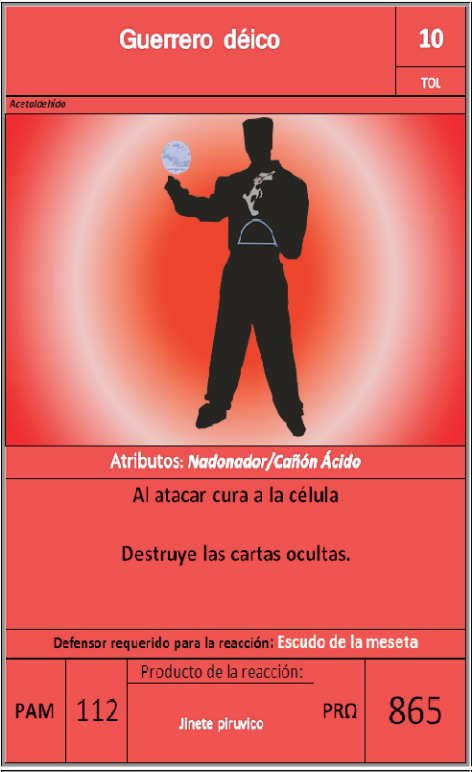 Guerrero déico
10
TOL
Acetaldehído
Atributos: Nadonador/Cañón Ácido
Al atacar cura a la célula
Destruye las cartas ocultas.
Defensor requerido para la reacción: Escudo de la meseta
PAM
112
Producto de la reacción:
Jinete piruvico
PRΩ
865